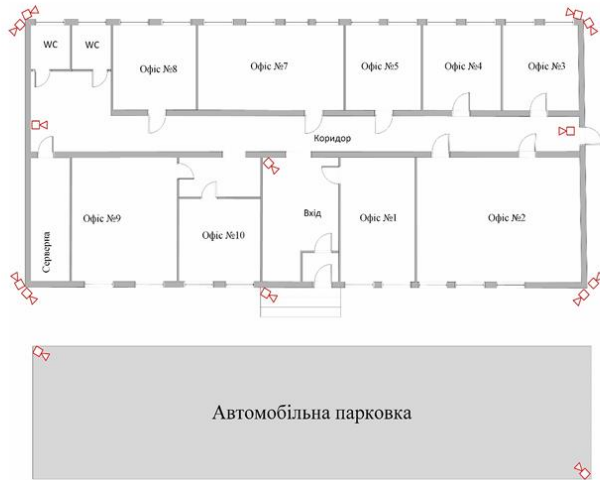 WC
WC
Офіс №8
Офіс №7
Офіс №5
Офіс №4
Офіс №3
Коридор
Серверна
Офіс №9
Офіс №10
Вхід
Офіс №1
Офіс №2
Автомобільна парковка